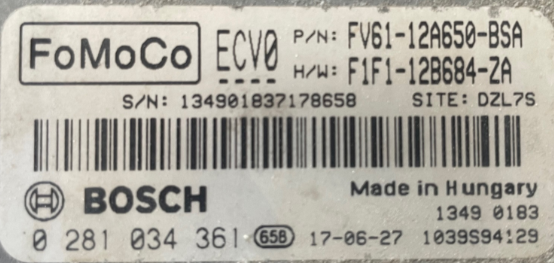 FoMoCo ECV0 P/N: FV61-12A650-BSA
H/W: F1F1-12B684-ZA
S/N: 134901837178658 SITE: DZL7S
BOSCH Made in Hungary
1349 0183
0 281 034 361 658 17-06-27 1039S94129